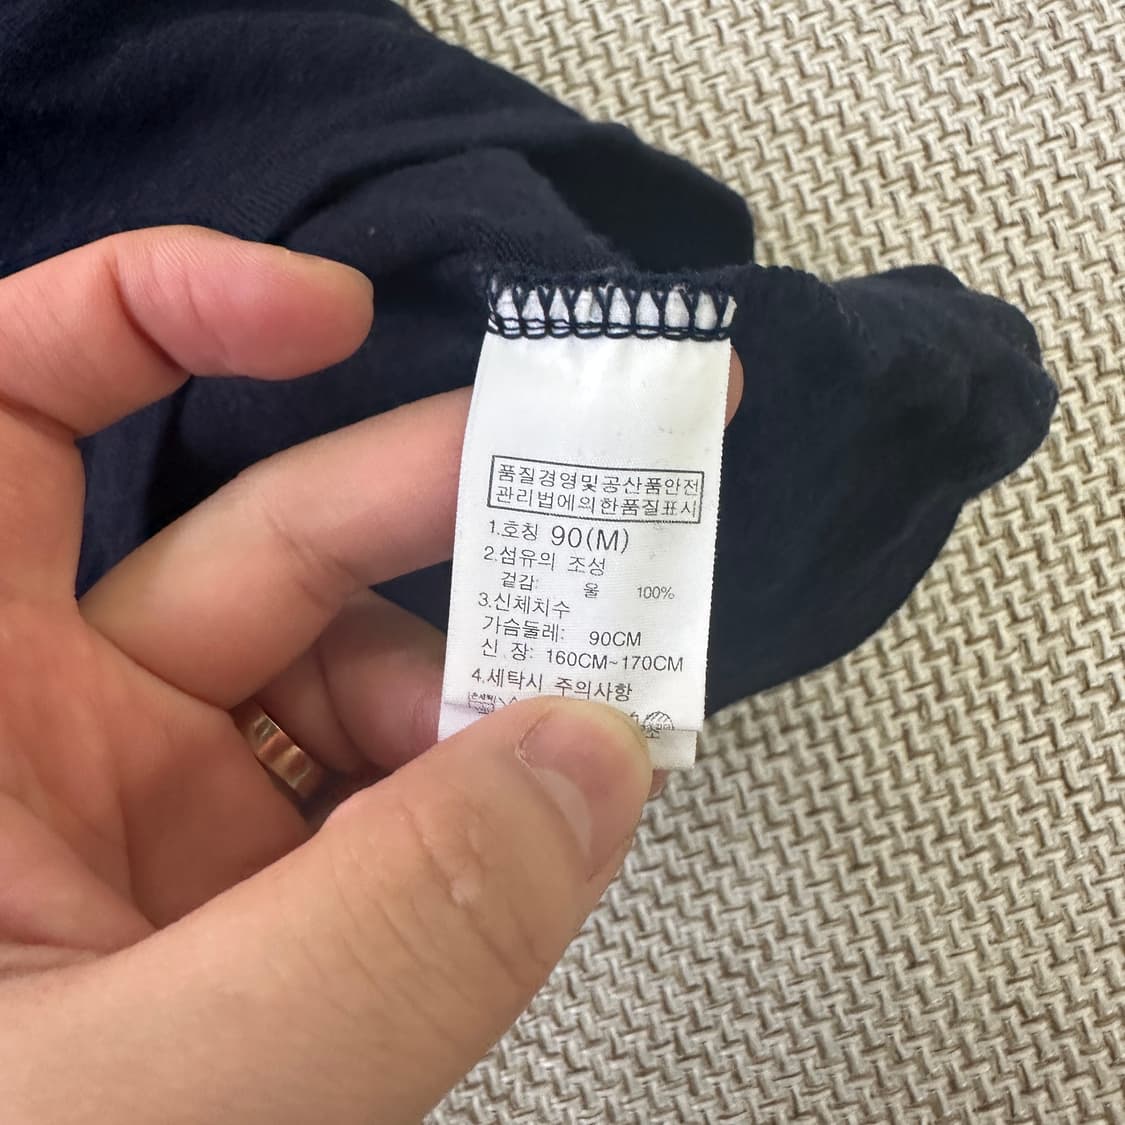 품질경영및공산품안전
관리법에의한품질표시
1.호칭 90(M)
2.섬유의 조성
겉감: 울 100%
3.신체치수
가슴둘레: 90CM
신 장: 160CM~170CM
4.세탁시 주의사항